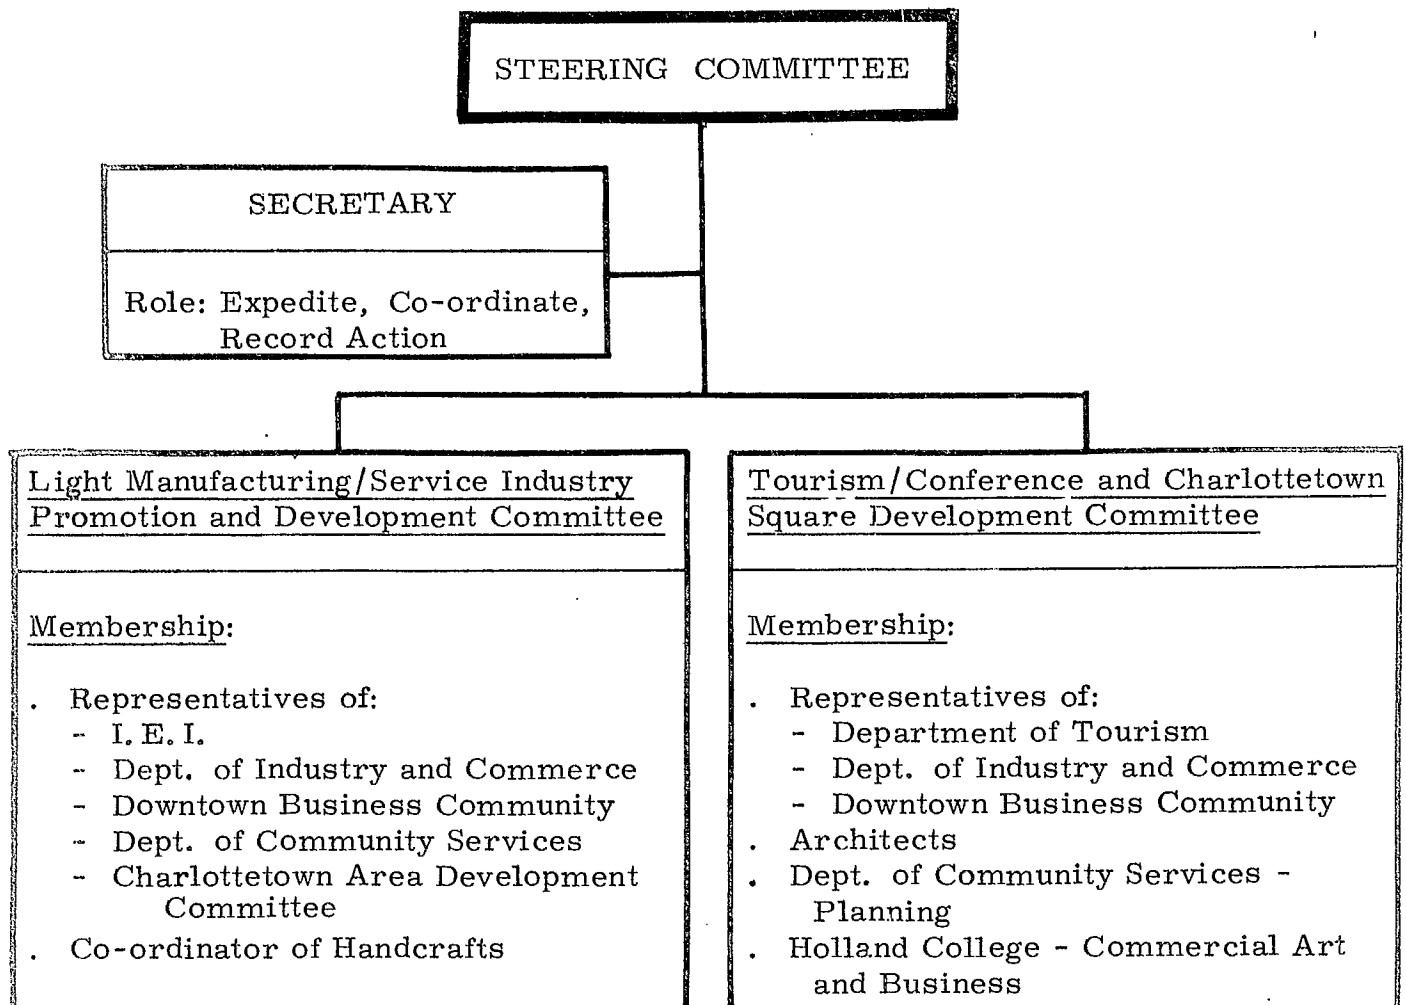 STEERING COMMITTEE
SECRETARY
Role: Expedite, Co-ordinate,
Record Action
Light Manufacturing/Service Industry
Promotion and Development Committee
Membership:
. Representatives of:
- I.E.I.
- Dept. of Industry and Commerce
- Downtown Business Community
- Dept. of Community Services
- Charlottetown Area Development
Committee
. Co-ordinator of Handcrafts
Tourism/Conference and Charlottetown
Square Development Committee
Membership:
. Representatives of:
- Department of Tourism
- Dept. of Industry and Commerce
- Downtown Business Community
. Architects
. Dept. of Community Services -
Planning
. Holland College - Commercial Art
and Business